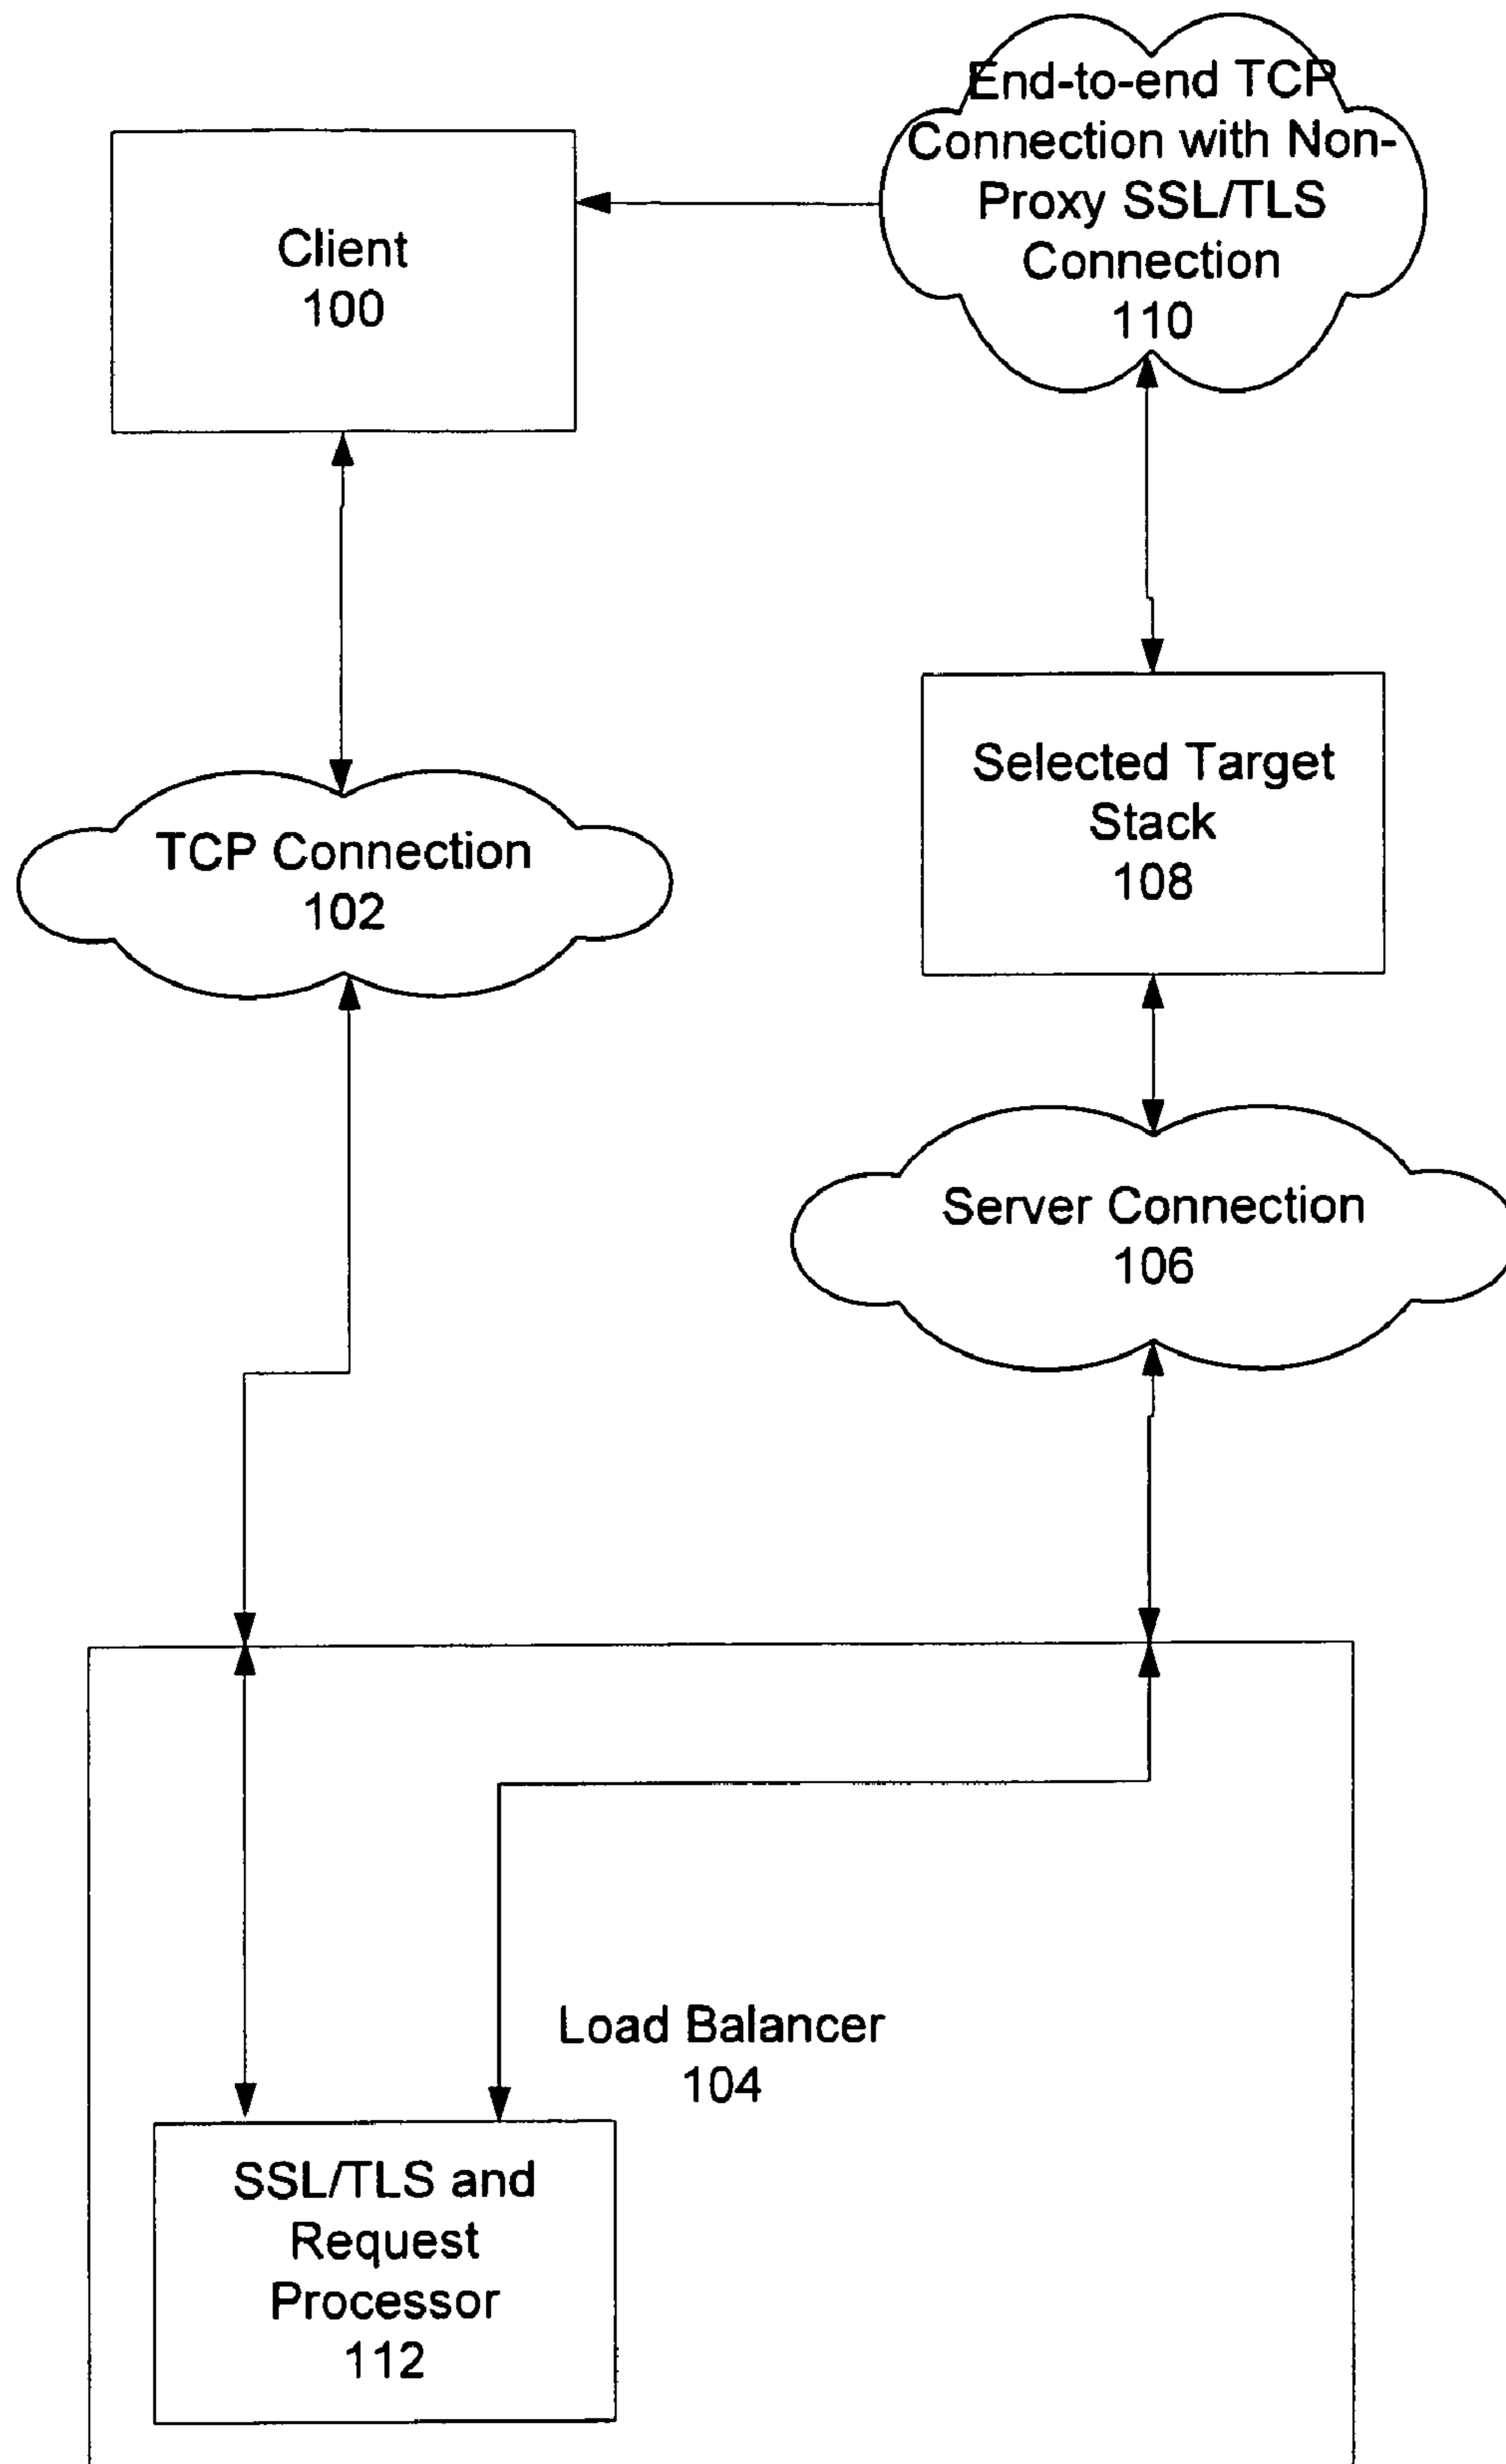 End-to-end TCP
Connection with Non-
Proxy SSL/TLS
Connection
110
Client
100
Selected Target
Stack
108
TCP Connection
102
Server Connection
106
Load Balancer
104
SSL/TLS and
Request
Processor
112